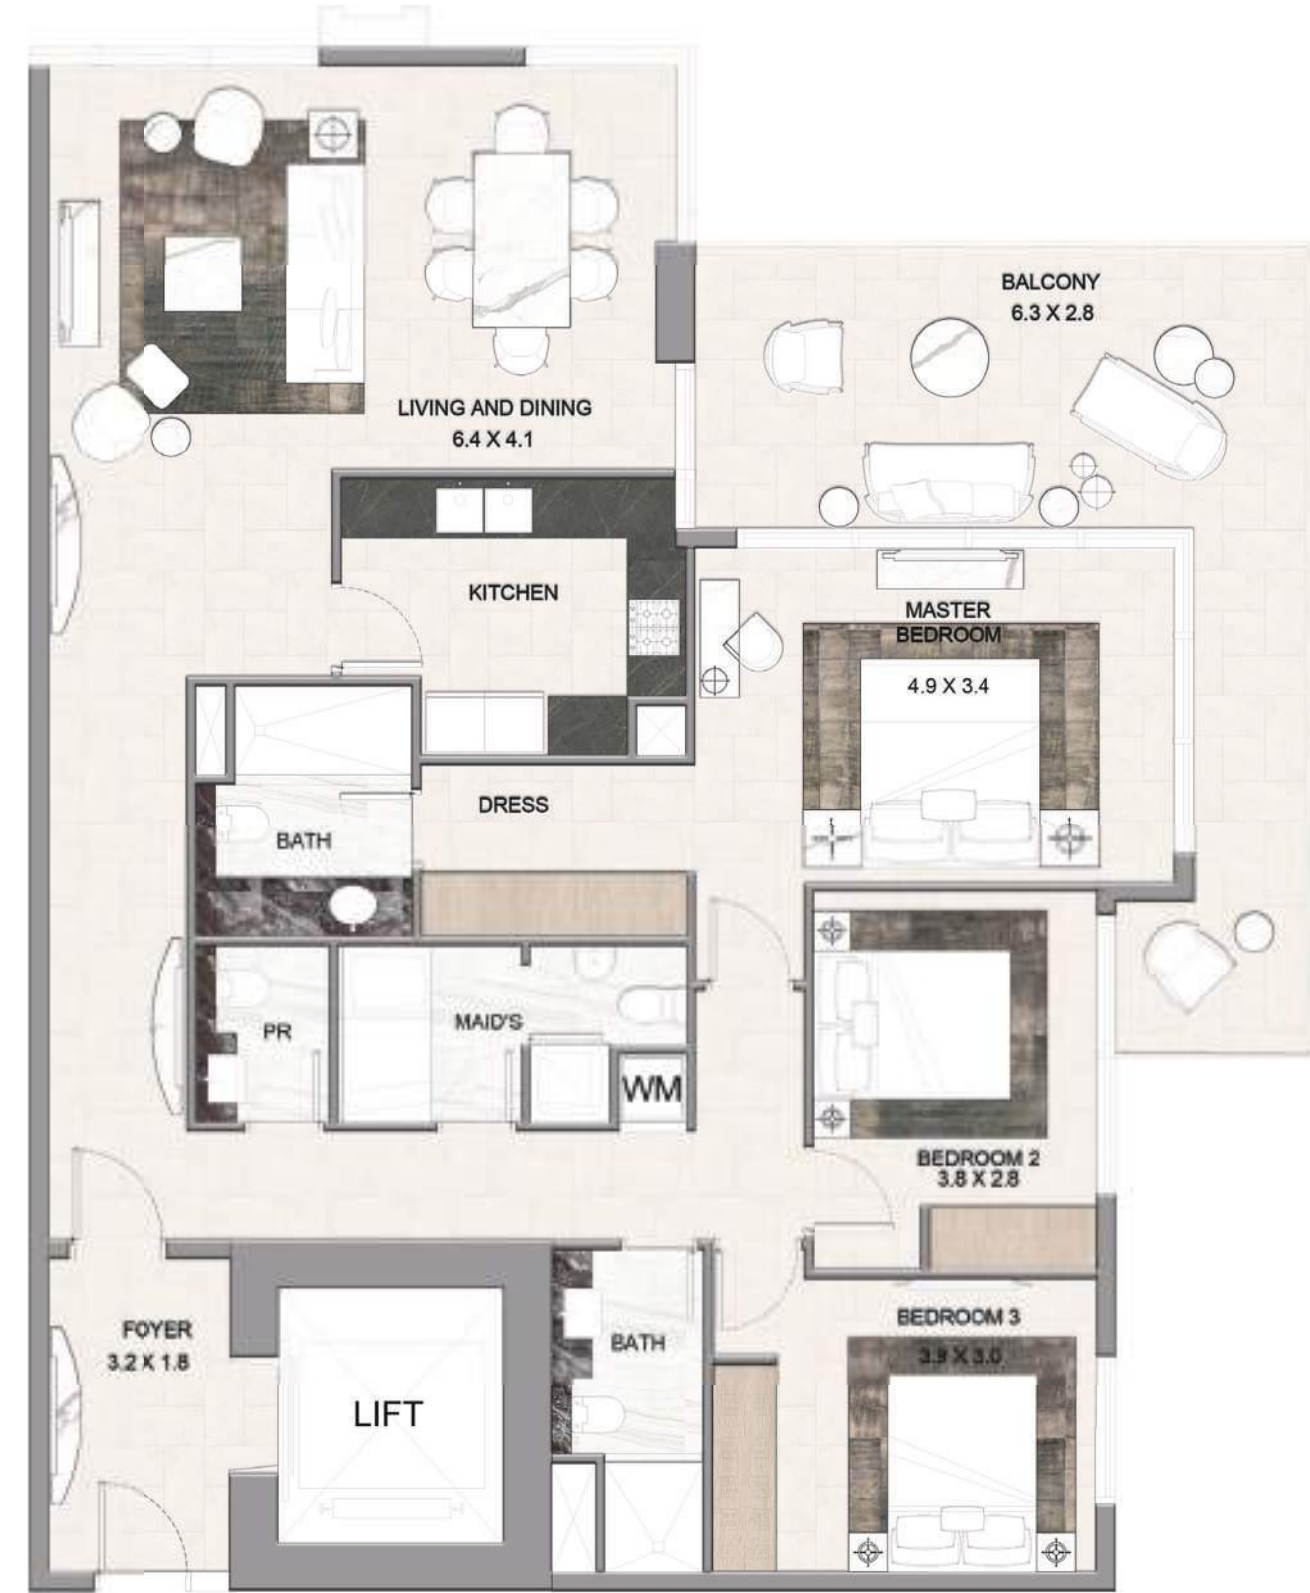 BALCONY
6.3 X 2.8
LIVING AND DINING
6.4 X 4.1
KITCHEN
MASTER
BEDROOM
4.9 X 3.4
DRESS
BATH
PR
MAID'S
WM
BEDROOM 2
3.8 X 2.8
FOYER
3.2 X 1.8
LIFT
BATH
BEDROOM 3
3.9 X 3.0